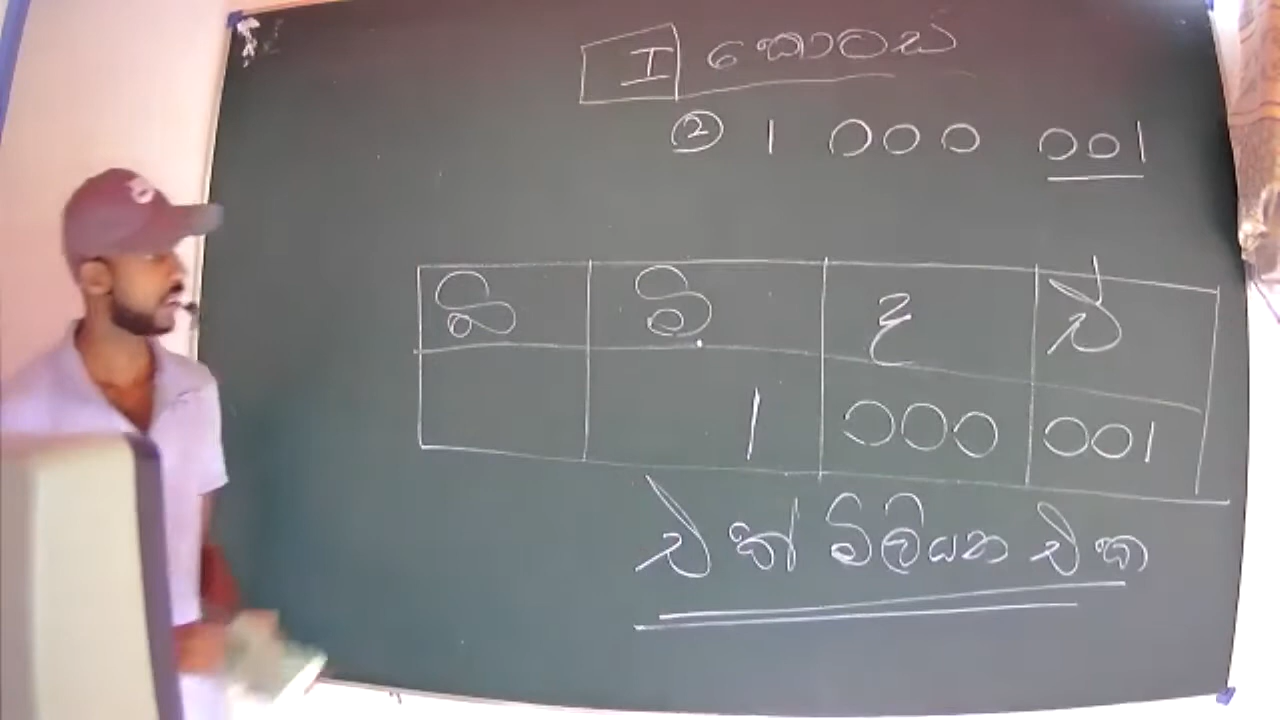 I කොටස
② 1 000 001
බි මි ද ඒ
1 000 001
එක් මිලියන එක